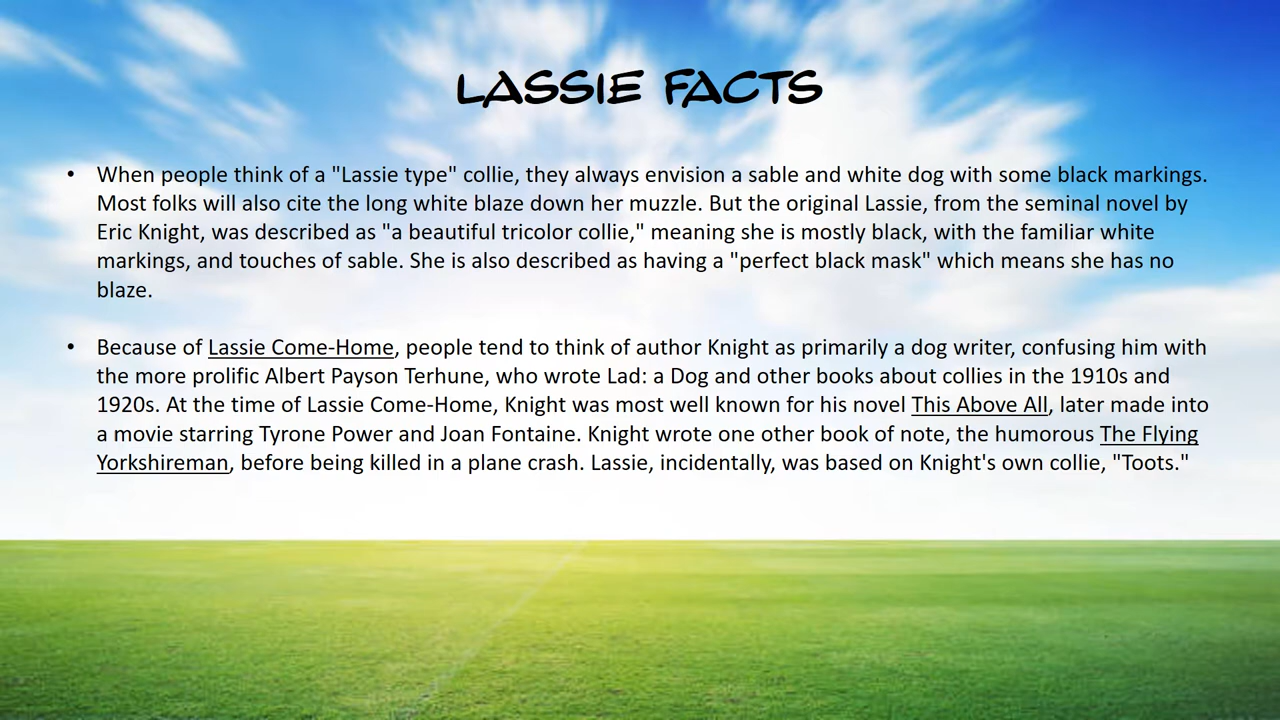 LASSIE FACTS
• When people think of a "Lassie type" collie, they always envision a sable and white dog with some black markings.
Most folks will also cite the long white blaze down her muzzle. But the original Lassie, from the seminal novel by
Eric Knight, was described as "a beautiful tricolor collie," meaning she is mostly black, with the familiar white
markings, and touches of sable. She is also described as having a "perfect black mask" which means she has no
blaze.
• Because of Lassie Come-Home, people tend to think of author Knight as primarily a dog writer, confusing him with
the more prolific Albert Payson Terhune, who wrote Lad: a Dog and other books about collies in the 1910s and
1920s. At the time of Lassie Come-Home, Knight was most well known for his novel This Above All, later made into
a movie starring Tyrone Power and Joan Fontaine. Knight wrote one other book of note, the humorous The Flying
Yorkshireman, before being killed in a plane crash. Lassie, incidentally, was based on Knight's own collie, "Toots."